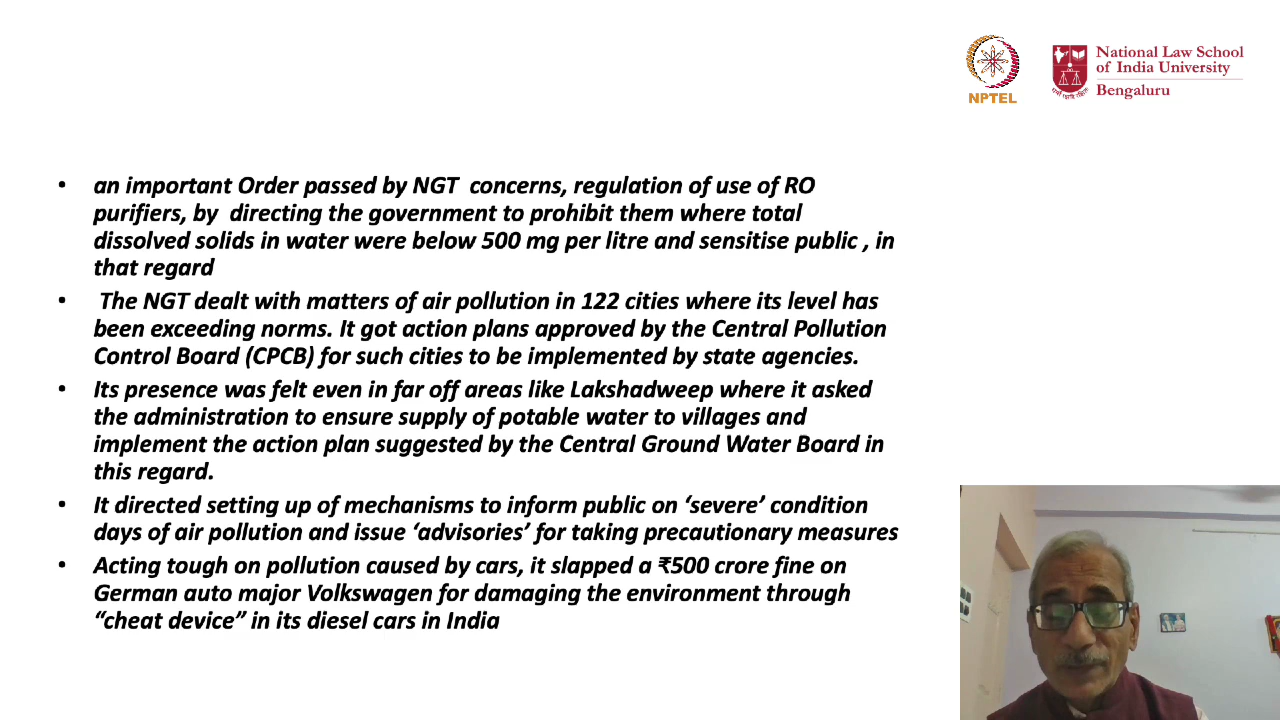 NPTEL
National Law School
of India University
Bengaluru
• an important Order passed by NGT concerns, regulation of use of RO
purifiers, by directing the government to prohibit them where total
dissolved solids in water were below 500 mg per litre and sensitise public , in
that regard
• The NGT dealt with matters of air pollution in 122 cities where its level has
been exceeding norms. It got action plans approved by the Central Pollution
Control Board (CPCB) for such cities to be implemented by state agencies.
• Its presence was felt even in far off areas like Lakshadweep where it asked
the administration to ensure supply of potable water to villages and
implement the action plan suggested by the Central Ground Water Board in
this regard.
• It directed setting up of mechanisms to inform public on ‘severe’ condition
days of air pollution and issue ‘advisories’ for taking precautionary measures
• Acting tough on pollution caused by cars, it slapped a ₹500 crore fine on
German auto major Volkswagen for damaging the environment through
“cheat device” in its diesel cars in India